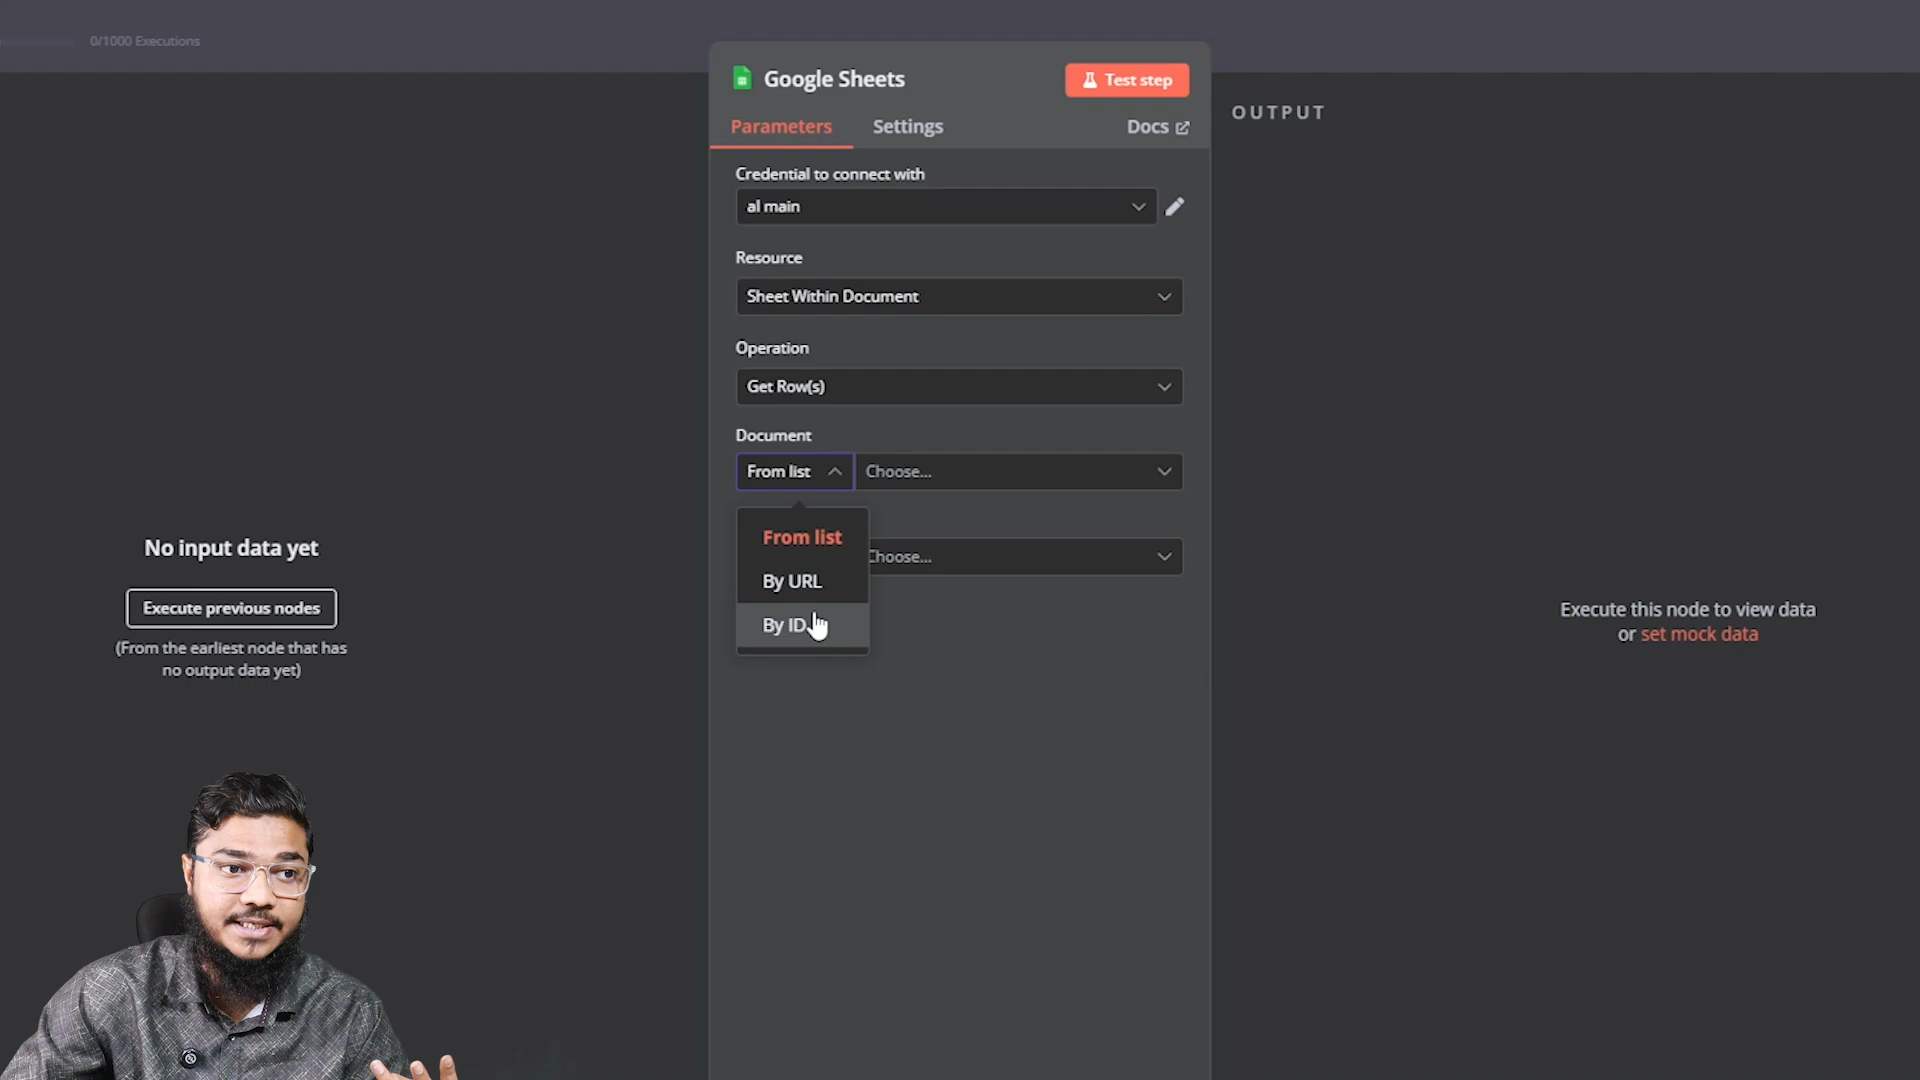 0/1000 Executions
Google Sheets
Test step
Parameters
Settings
Docs
OUTPUT
Credential to connect with
al main
Resource
Sheet Within Document
Operation
Get Row(s)
Document
From list
Choose...
From list
By URL
By ID
Choose...
No input data yet
Execute previous nodes
(From the earliest node that has
no output data yet)
Execute this node to view data
or set mock data